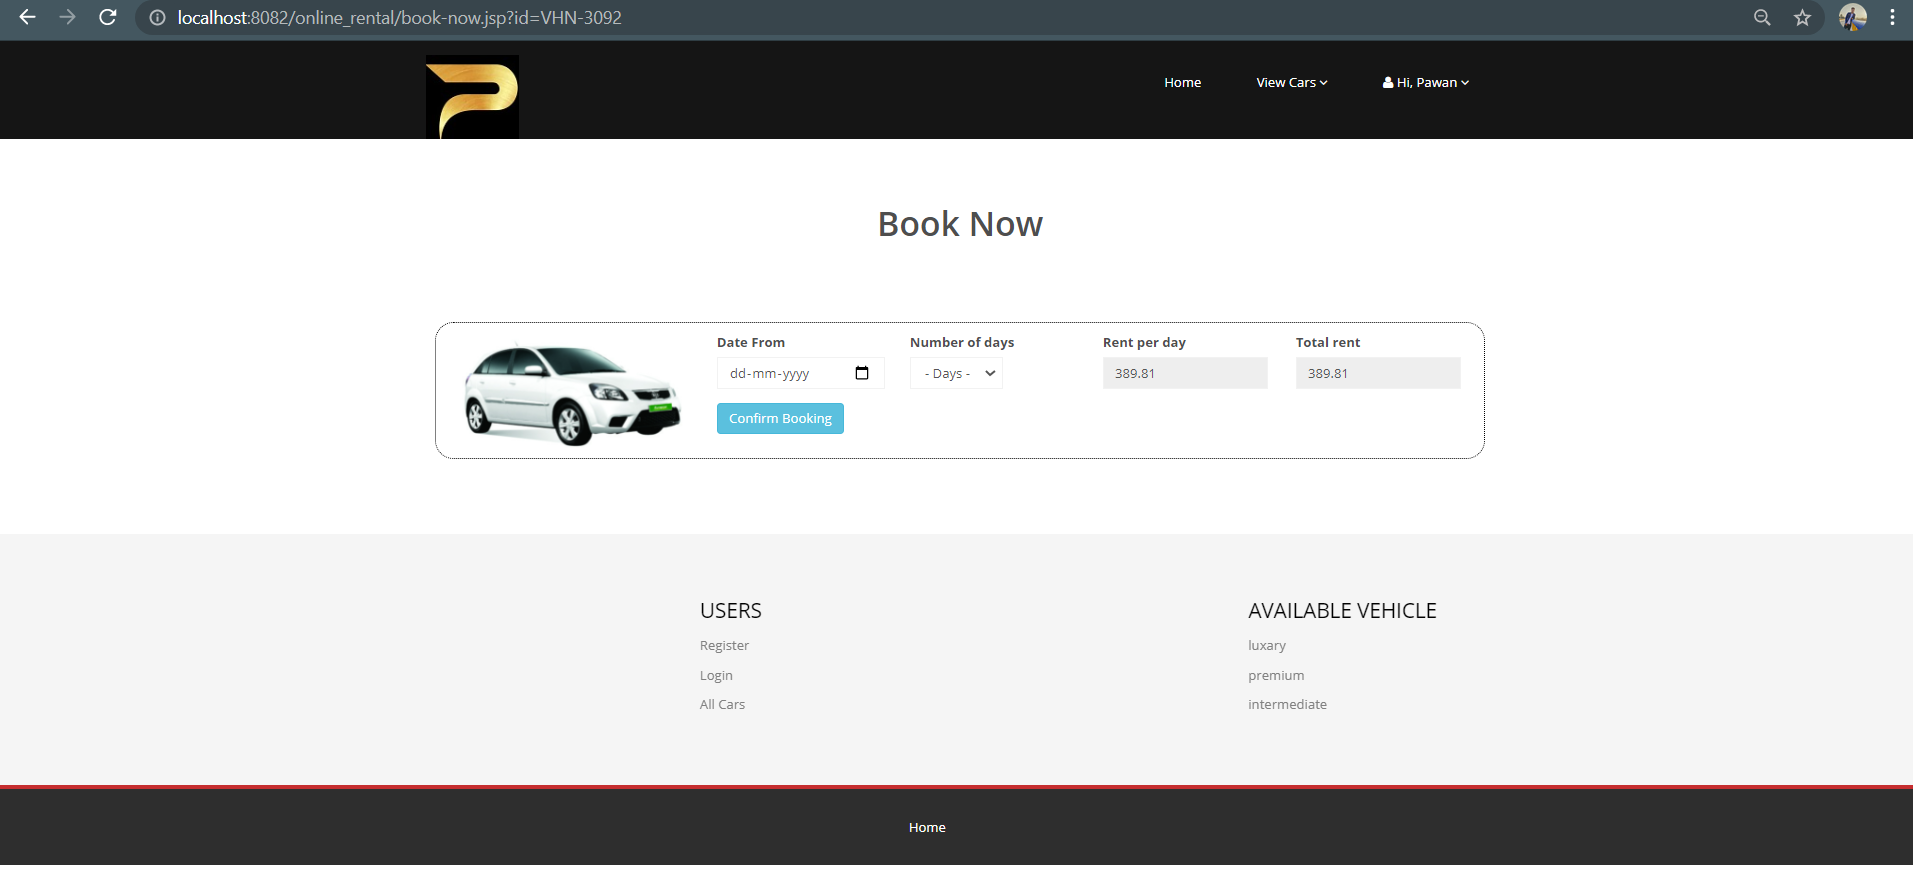 localhost:8082/online_rental/book-now.jsp?id=VHN-3092
Home View Cars Hi, Pawan
Book Now
Date From Number of days Rent per day Total rent
dd-mm-yyyy - Days - 389.81 389.81
Confirm Booking
USERS
Register
Login
All Cars
AVAILABLE VEHICLE
luxary
premium
intermediate
Home